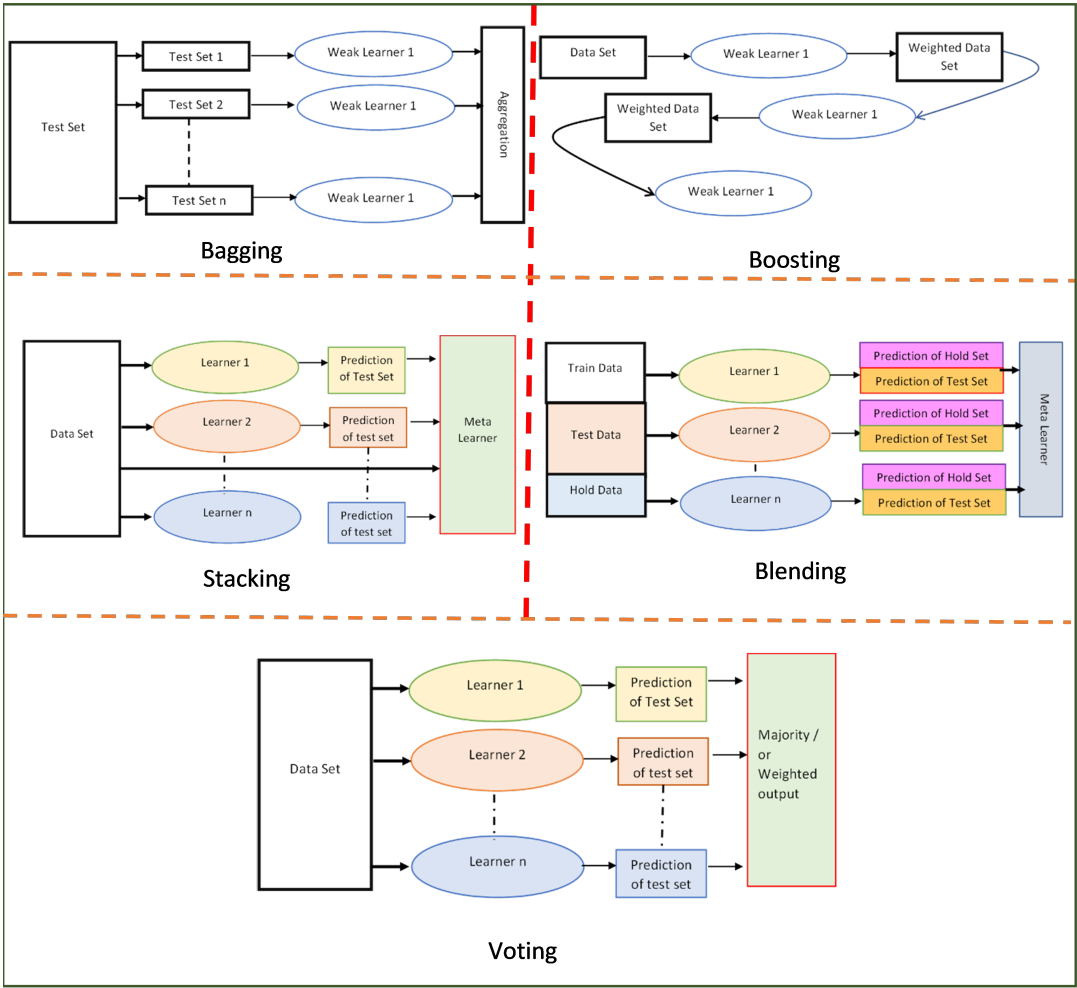 Test Set
Test Set 1
Weak Learner 1
Test Set 2
Weak Learner 1
Test Set n
Weak Learner 1
Aggregation
Bagging
Data Set
Weak Learner 1
Weighted Data
Set
Weak Learner 1
Weighted Data
Set
Weak Learner 1
Boosting
Data Set
Learner 1
Prediction
of Test Set
Learner 2
Prediction
of test set
Learner n
Prediction
of test set
Meta
Learner
Stacking
Train Data
Test Data
Hold Data
Learner 1
Prediction of Hold Set
Prediction of Test Set
Learner 2
Prediction of Hold Set
Prediction of Test Set
Learner n
Prediction of Hold Set
Prediction of Test Set
Meta Learner
Blending
Data Set
Learner 1
Prediction
of Test Set
Learner 2
Prediction
of test set
Learner n
Prediction
of test set
Majority /
or
Weighted
output
Voting